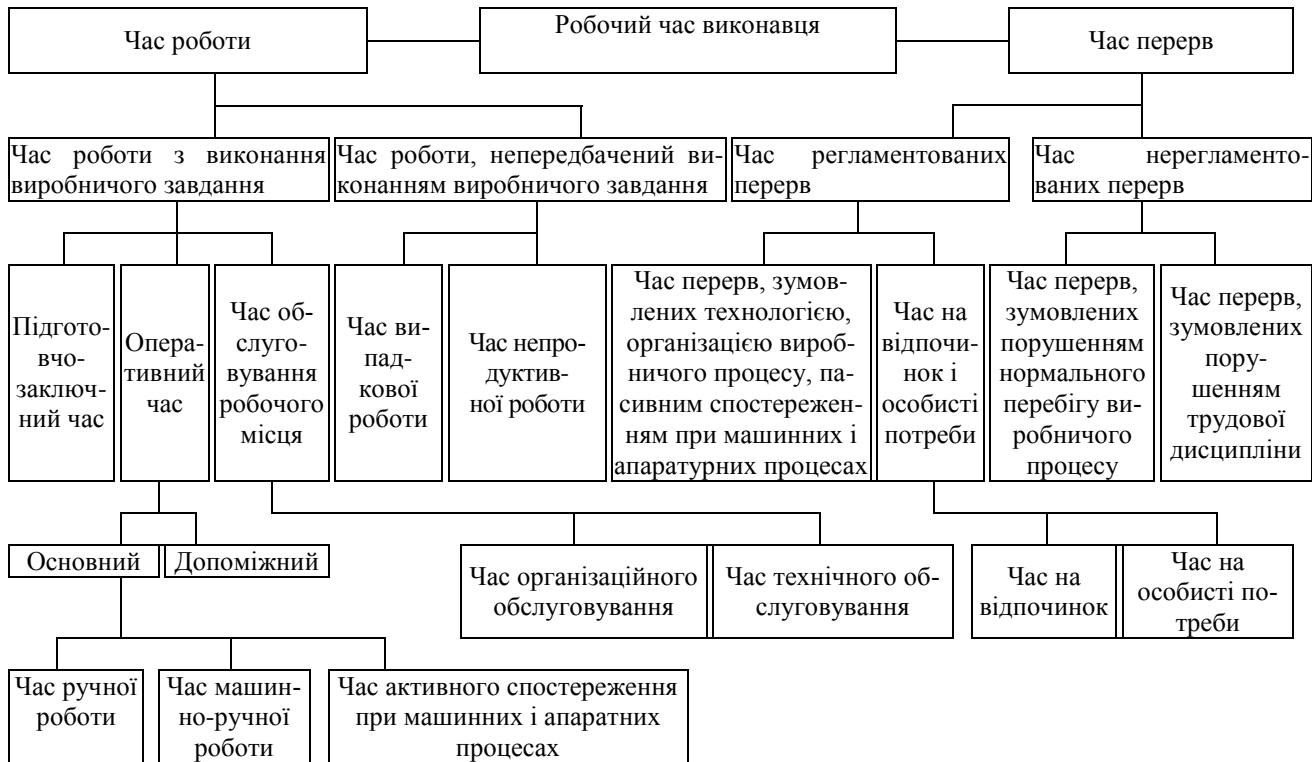 Час роботи
Робочий час виконавця
Час перерв
Час роботи з виконання
виробничого завдання
Час роботи, непередбачений ви-
конанням виробничого завдання
Час регламентованих
перерв
Час нерегламенто-
ваних перерв
Підгото-
вчо-
заключ-
ний час
Опера-
тивний
час
Час об-
слуго-
вування
робочого
місця
Час ви-
пад-
кової
роботи
Час непро-
дуктив-
ної роботи
Час перерв, зумов-
лених технологією,
організацією вироб-
ничого процесу, па-
сивним спостережен-
ням при машинних і
апаратурних процесах
Час на
відпочи-
нок і
особисті
потреби
Час перерв,
зумовлених
порушенням
нормального
перебігу ви-
робничого
процесу
Час перерв,
зумовлених
пору-
шенням
трудової
дисципліни
Основний
Допоміжний
Час організаційного
обслуговування
Час технічного об-
слуговування
Час на
відпочинок
Час на
особисті по-
треби
Час ручної
роботи
Час машин-
но-ручної
роботи
Час активного спостереження
при машинних і апаратних
процесах